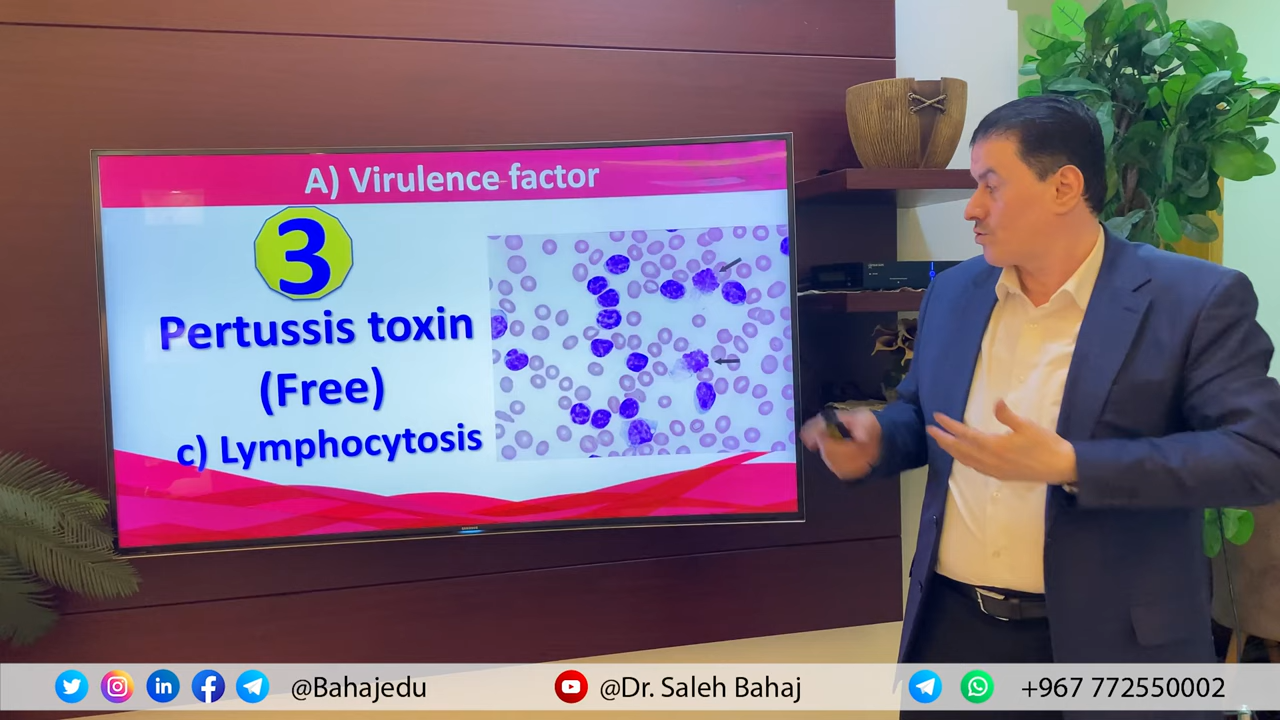 A) Virulence factor
3
Pertussis toxin
(Free)
c) Lymphocytosis
@Bahajedu
@Dr. Saleh Bahaj
+967 772550002